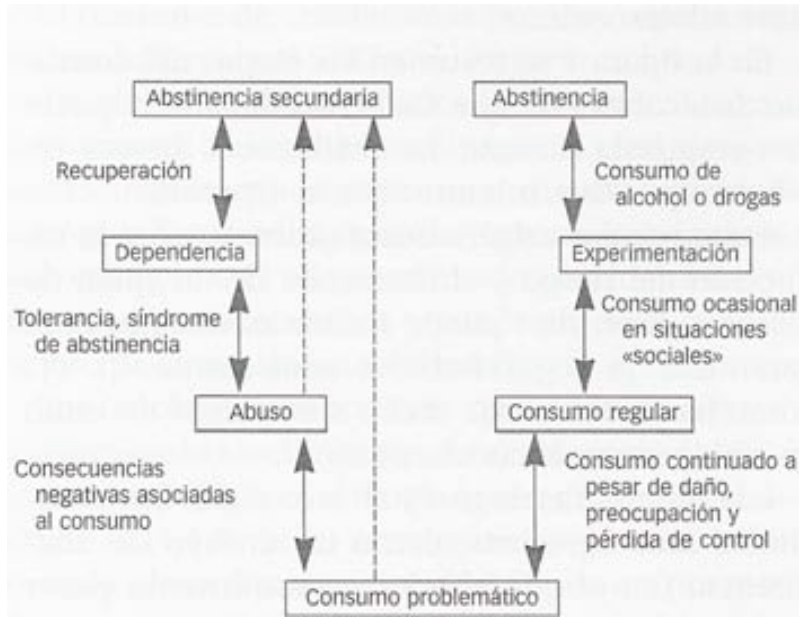 Abstinencia secundaria
Abstinencia
Recuperación
Consumo de
alcohol o drogas
Dependencia
Experimentación
Tolerancia, síndrome
de abstinencia
Consumo ocasional
en situaciones
«sociales»
Abuso
Consumo regular
Consecuencias
negativas asociadas
al consumo
Consumo continuado a
pesar de daño,
preocupación y
pérdida de control
Consumo problemático